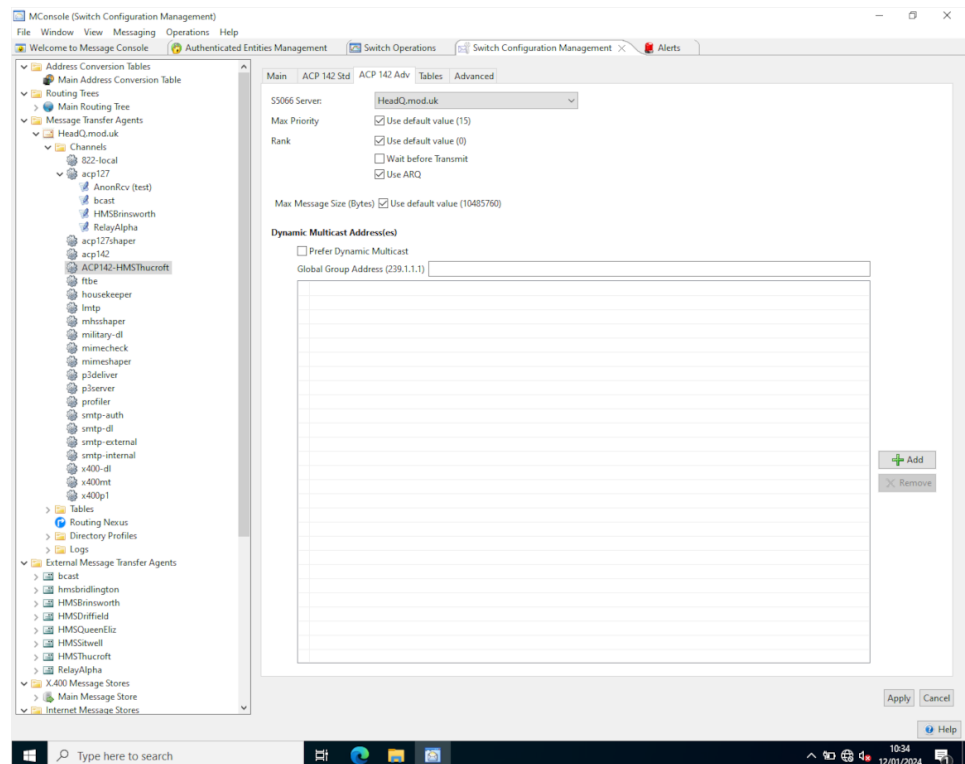 MConsole (Switch Configuration Management)
File Window View Messaging Operations Help
Welcome to Message Console Authenticated Entities Management Switch Operations Switch Configuration Management Alerts
Address Conversion Tables
Main Address Conversion Table
Routing Trees
Main Routing Tree
Message Transfer Agents
HeadQ.mod.uk
Channels
822-local
acp127
AnonRcv (test)
bcast
HMSBrinsworth
RelayAlpha
acp127shaper
acp142
ACP142-HMSThucroft
ftbe
housekeeper
lmtp
mhsshaper
military-dl
mimecheck
mimeshaper
p3deliver
p3server
profiler
smtp-auth
smtp-dl
smtp-external
smtp-internal
x400-dl
x400mt
x400p1
Tables
Routing Nexus
Directory Profiles
Logs
External Message Transfer Agents
bcast
hmsbridlington
HMSBrinsworth
HMSDriffield
HMSQueenEliz
HMSSitwell
HMSThucroft
RelayAlpha
X.400 Message Stores
Main Message Store
Internet Message Stores
Main ACP 142 Std ACP 142 Adv Tables Advanced
S5066 Server: HeadQ.mod.uk
Max Priority Use default value (15)
Rank Use default value (0)
Wait before Transmit
Use ARQ
Max Message Size (Bytes) Use default value (10485760)
Dynamic Multicast Address(es)
Prefer Dynamic Multicast
Global Group Address (239.1.1.1)
Add
Remove
Apply Cancel
Help
Type here to search
10:34
12/01/2024